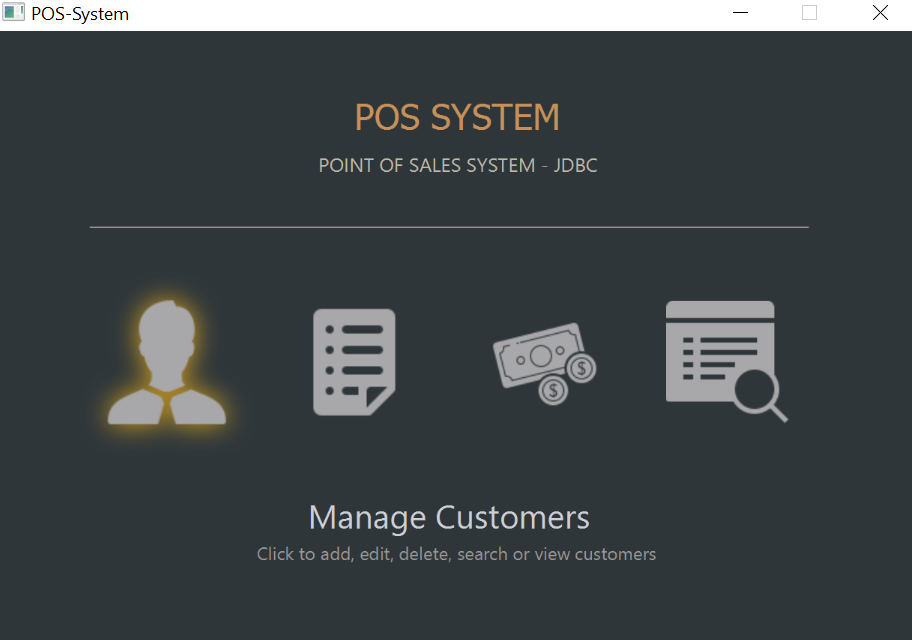 POS-System
POS SYSTEM
POINT OF SALES SYSTEM - JDBC
$
$
Manage Customers
Click to add, edit, delete, search or view customers